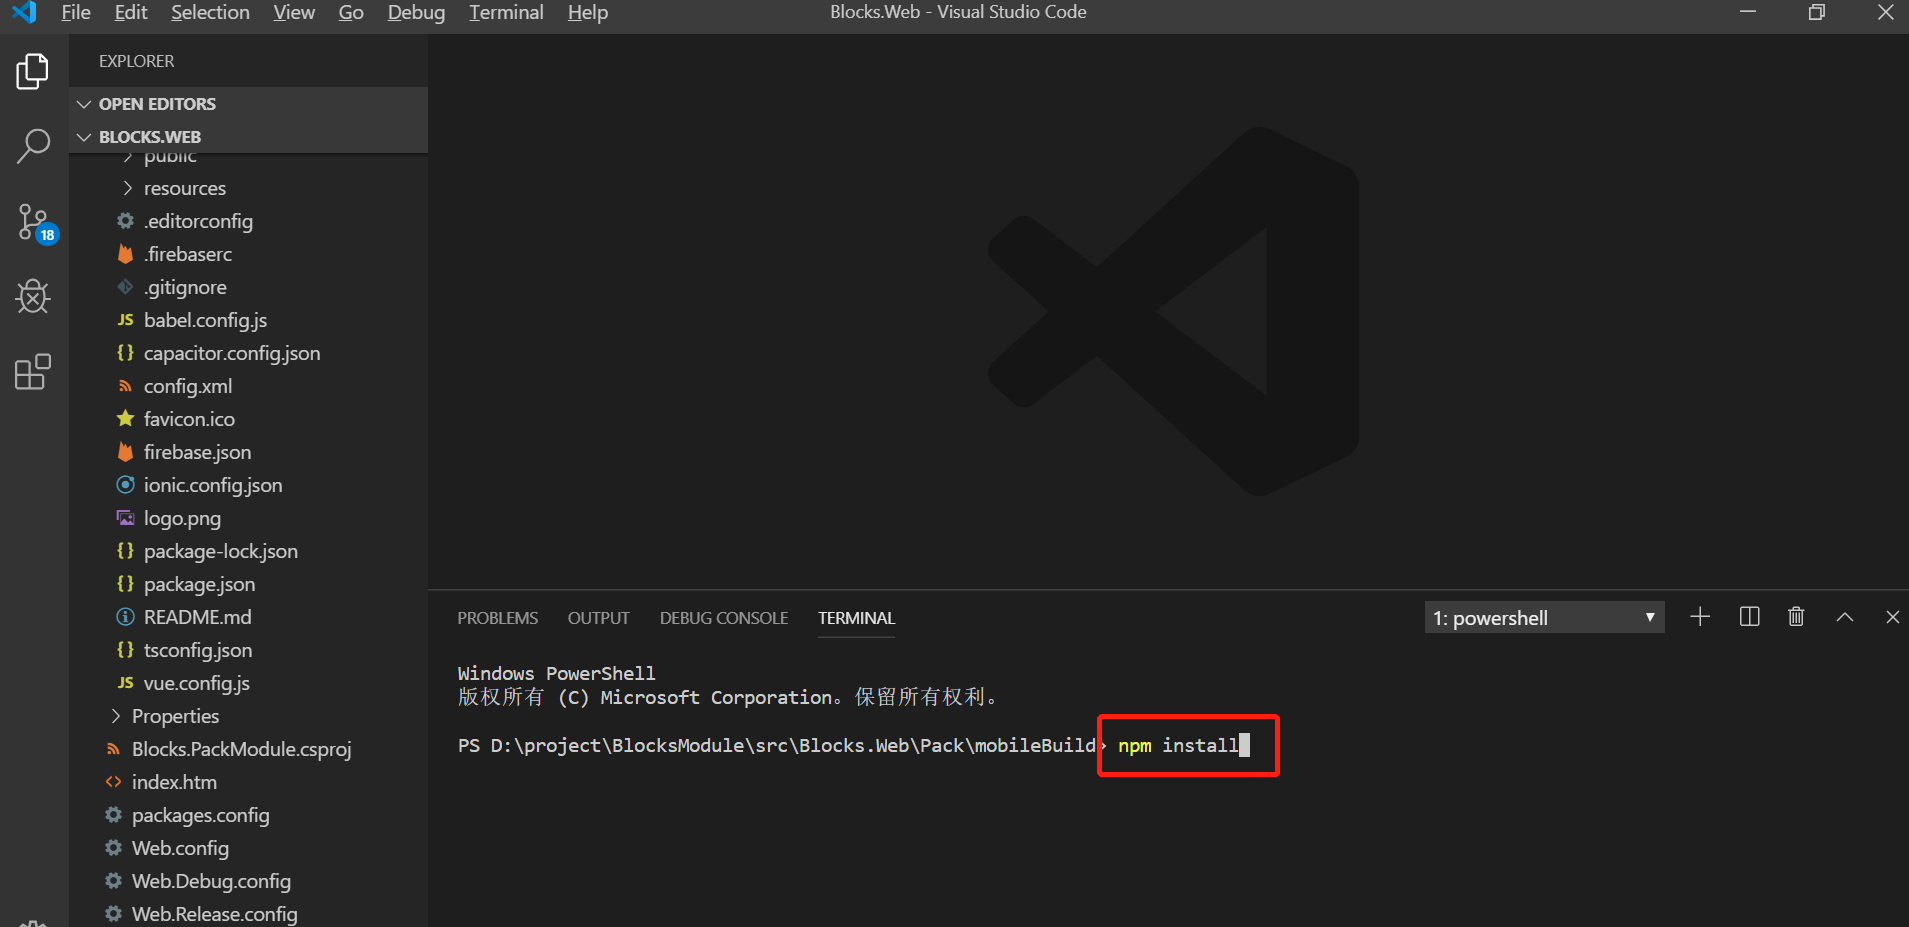 File Edit Selection View Go Debug Terminal Help
Blocks.Web - Visual Studio Code
EXPLORER
OPEN EDITORS
BLOCKS.WEB
public
resources
.editorconfig
.firebaserc
.gitignore
JS babel.config.js
{} capacitor.config.json
config.xml
favicon.ico
firebase.json
ionic.config.json
logo.png
{} package-lock.json
{} package.json
README.md
{} tsconfig.json
JS vue.config.js
Properties
Blocks.PackModule.csproj
<> index.htm
packages.config
Web.config
Web.Debug.config
Web.Release.config
18
PROBLEMS OUTPUT DEBUG CONSOLE TERMINAL
1: powershell
Windows PowerShell
版权所有 (C) Microsoft Corporation。保留所有权利。
PS D:\project\BlocksModule\src\Blocks.Web\Pack\mobileBuild> npm install